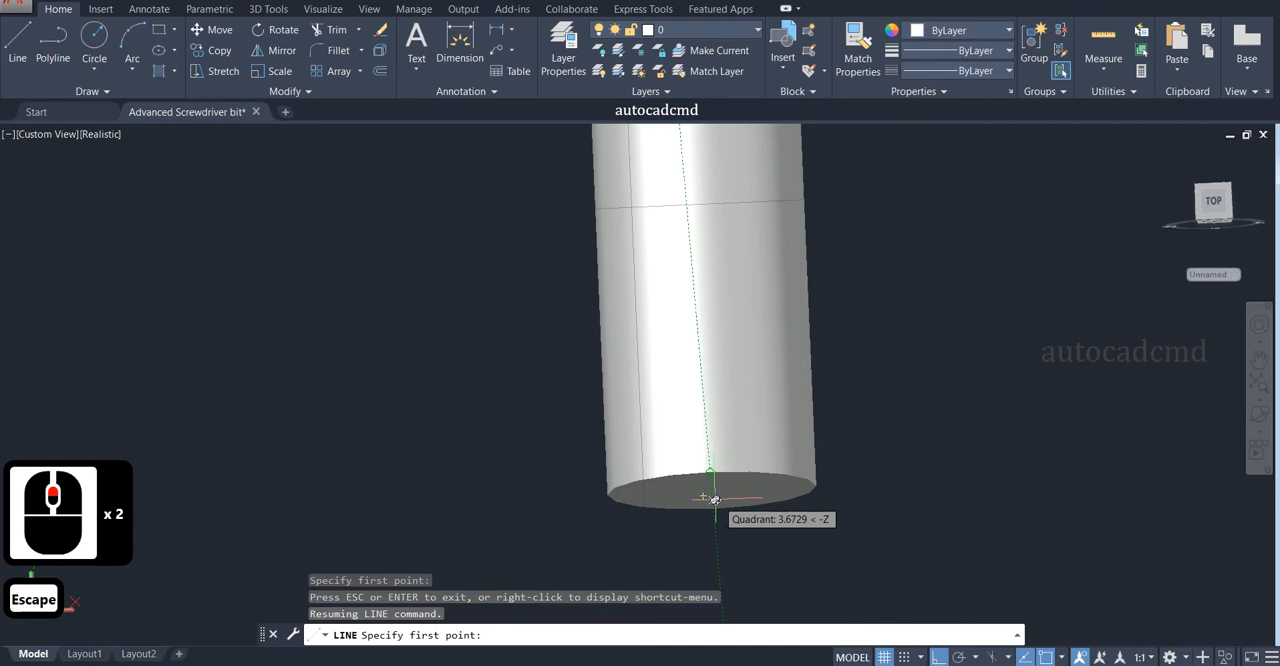 Home Insert Annotate Parametric 3D Tools Visualize View Manage Output Add-ins Collaborate Express Tools Featured Apps
Line Polyline Circle Arc
Move Rotate Trim
Copy Mirror Fillet
Stretch Scale Array
Text Dimension Table
Layer Properties
0
Make Current
Match Layer
Insert
Match Properties
ByLayer
ByLayer
ByLayer
Group
Measure
Paste
Base
Draw Modify Annotation Layers Block Properties Groups Utilities Clipboard View
Start Advanced Screwdriver bit*
autocadcmd
[−][Custom View][Realistic]
TOP
Unnamed
autocadcmd
x 2
Quadrant: 3.6729 < -Z
Escape
Specify first point:
Press ESC or ENTER to exit, or right-click to display shortcut-menu.
Resuming LINE command.
LINE Specify first point:
Model Layout1 Layout2
MODEL 1:1